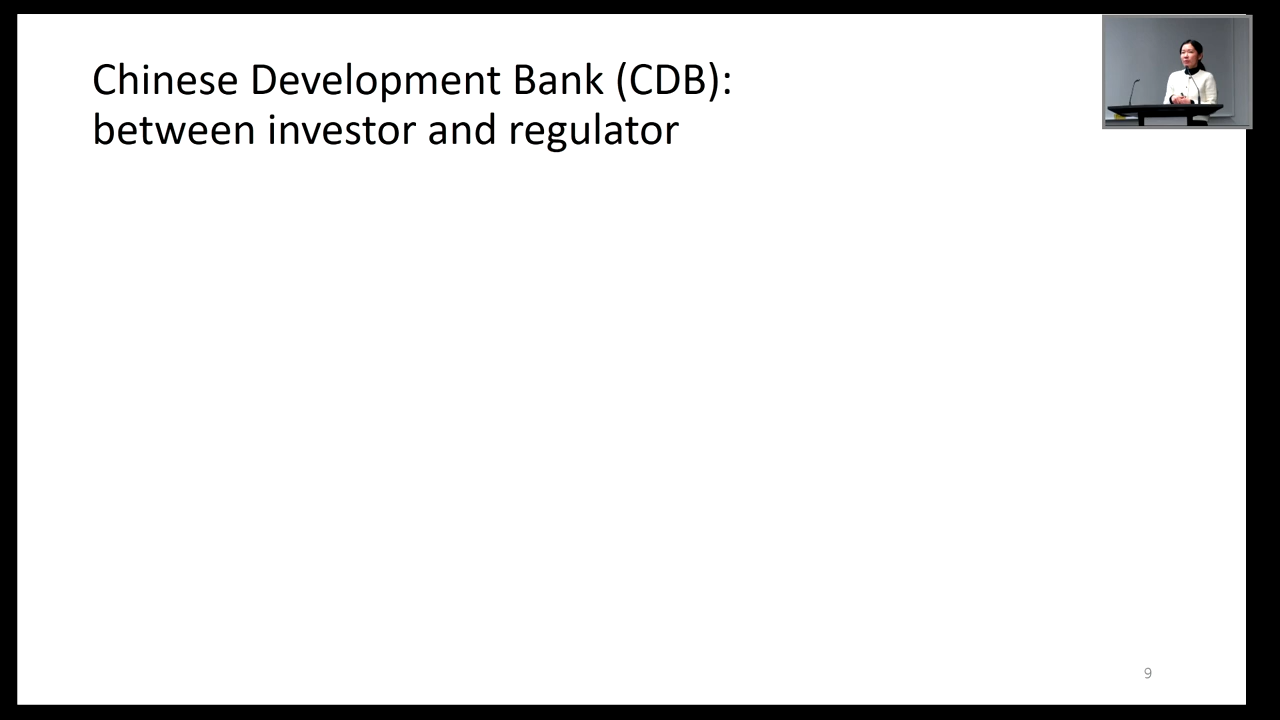 Chinese Development Bank (CDB):
between investor and regulator
9